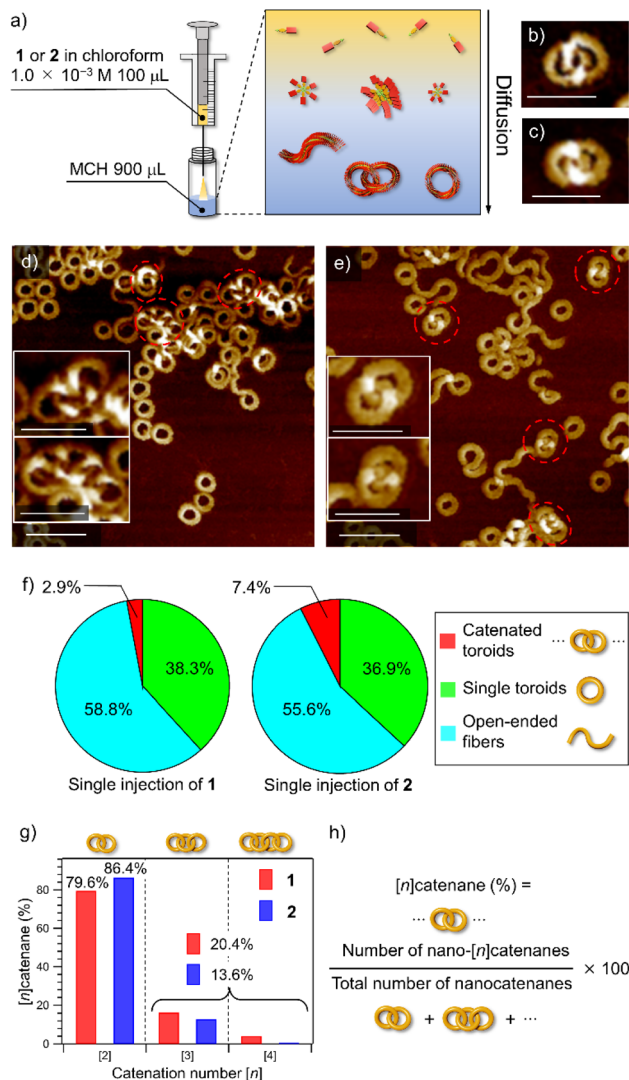 a)
1 or 2 in chloroform
1.0 × 10⁻³ M 100 μL
MCH 900 μL
Diffusion
b)
c)
d)
e)
f)
2.9%
38.3%
58.8%
Single injection of 1
7.4%
36.9%
55.6%
Single injection of 2
Catenated
toroids
... ...
Single toroids
Open-ended
fibers
g)
[n]catenane (%)
80
60
40
20
0
79.6%
86.4%
1
2
20.4%
13.6%
[2]
[3]
[4]
Catenation number [n]
h)
[n]catenane (%) =
... ...
Number of nano-[n]catenanes
Total number of nanocatenanes
× 100
+ + ...